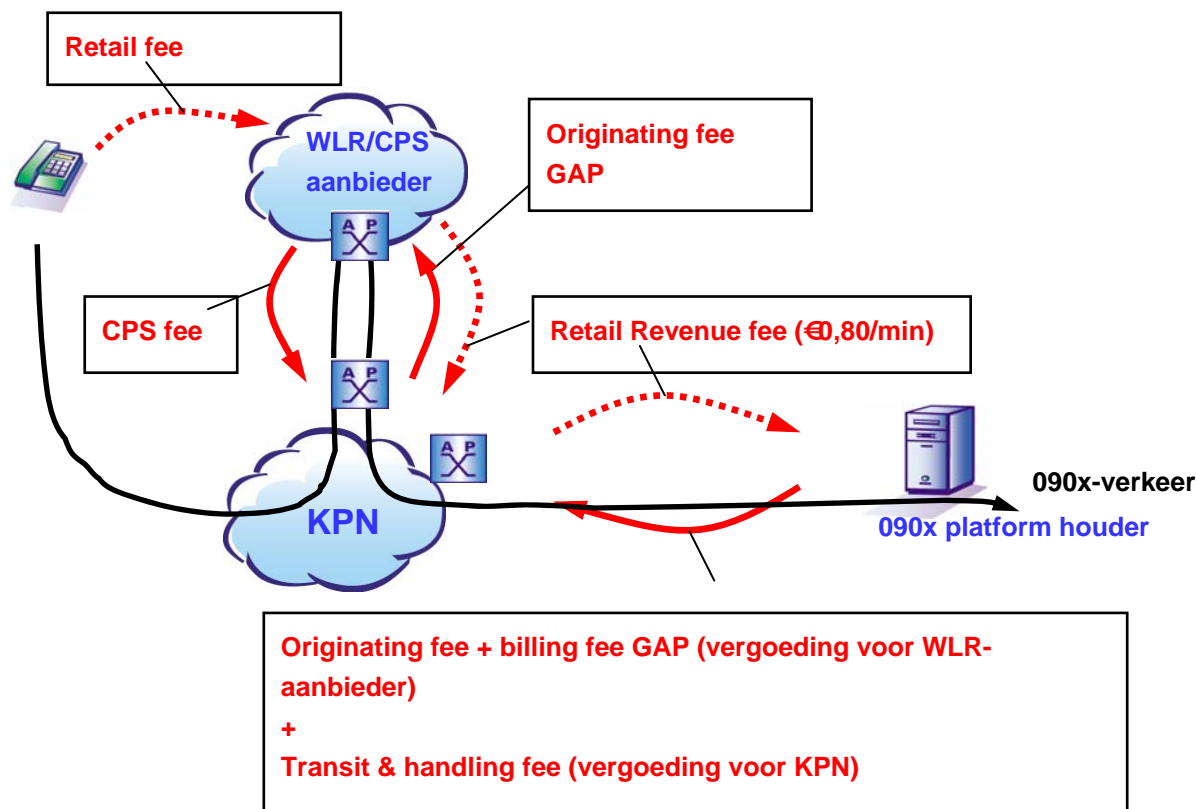 Retail fee
WLR/CPS
aanbieder
Originating fee
GAP
A P
CPS fee
Retail Revenue fee (€0,80/min)
A P
A P
KPN
090x-verkeer
090x platform houder
Originating fee + billing fee GAP (vergoeding voor WLR-
aanbieder)
+
Transit & handling fee (vergoeding voor KPN)